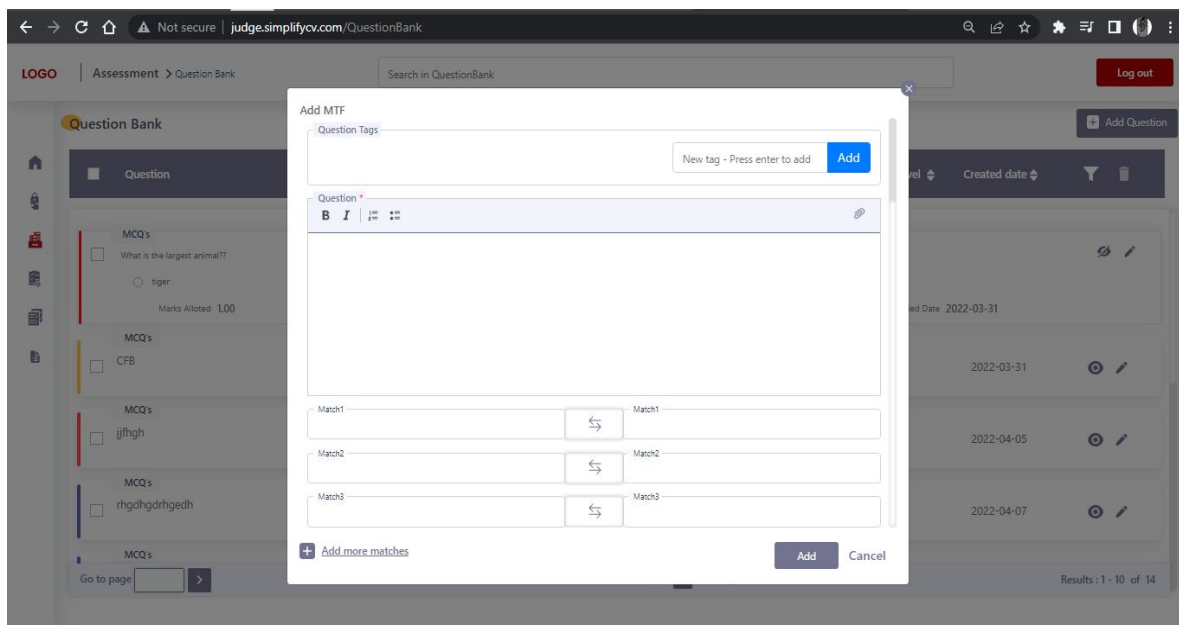 Not secure | judge.simplifycv.com/QuestionBank
LOGO Assessment > Question Bank Search in QuestionBank Log out
Question Bank Add Question
Add MTF
Question Tags
New tag - Press enter to add Add
Question *
B I
Question vel Created date
MCQ's
What is the largest animal??
tiger
Marks Alloted 1.00 ed Date 2022-03-31
MCQ's
CFB 2022-03-31
MCQ's
jjfhgh 2022-04-05
MCQ's
rhgdhgdrhgedh 2022-04-07
MCQ's
Match1 Match1
Match2 Match2
Match3 Match3
Add more matches Add Cancel
Go to page Results : 1 - 10 of 14